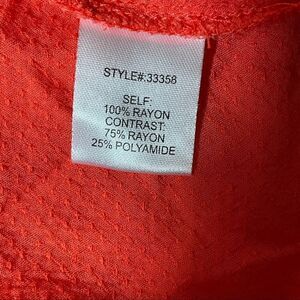 STYLE#:33358
SELF:
100% RAYON
CONTRAST:
75% RAYON
25% POLYAMIDE